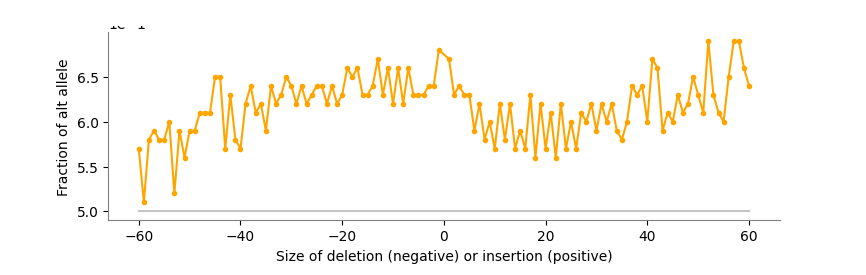 6.5
6.0
5.5
5.0
Fraction of alt allele
−60 −40 −20 0 20 40 60
Size of deletion (negative) or insertion (positive)